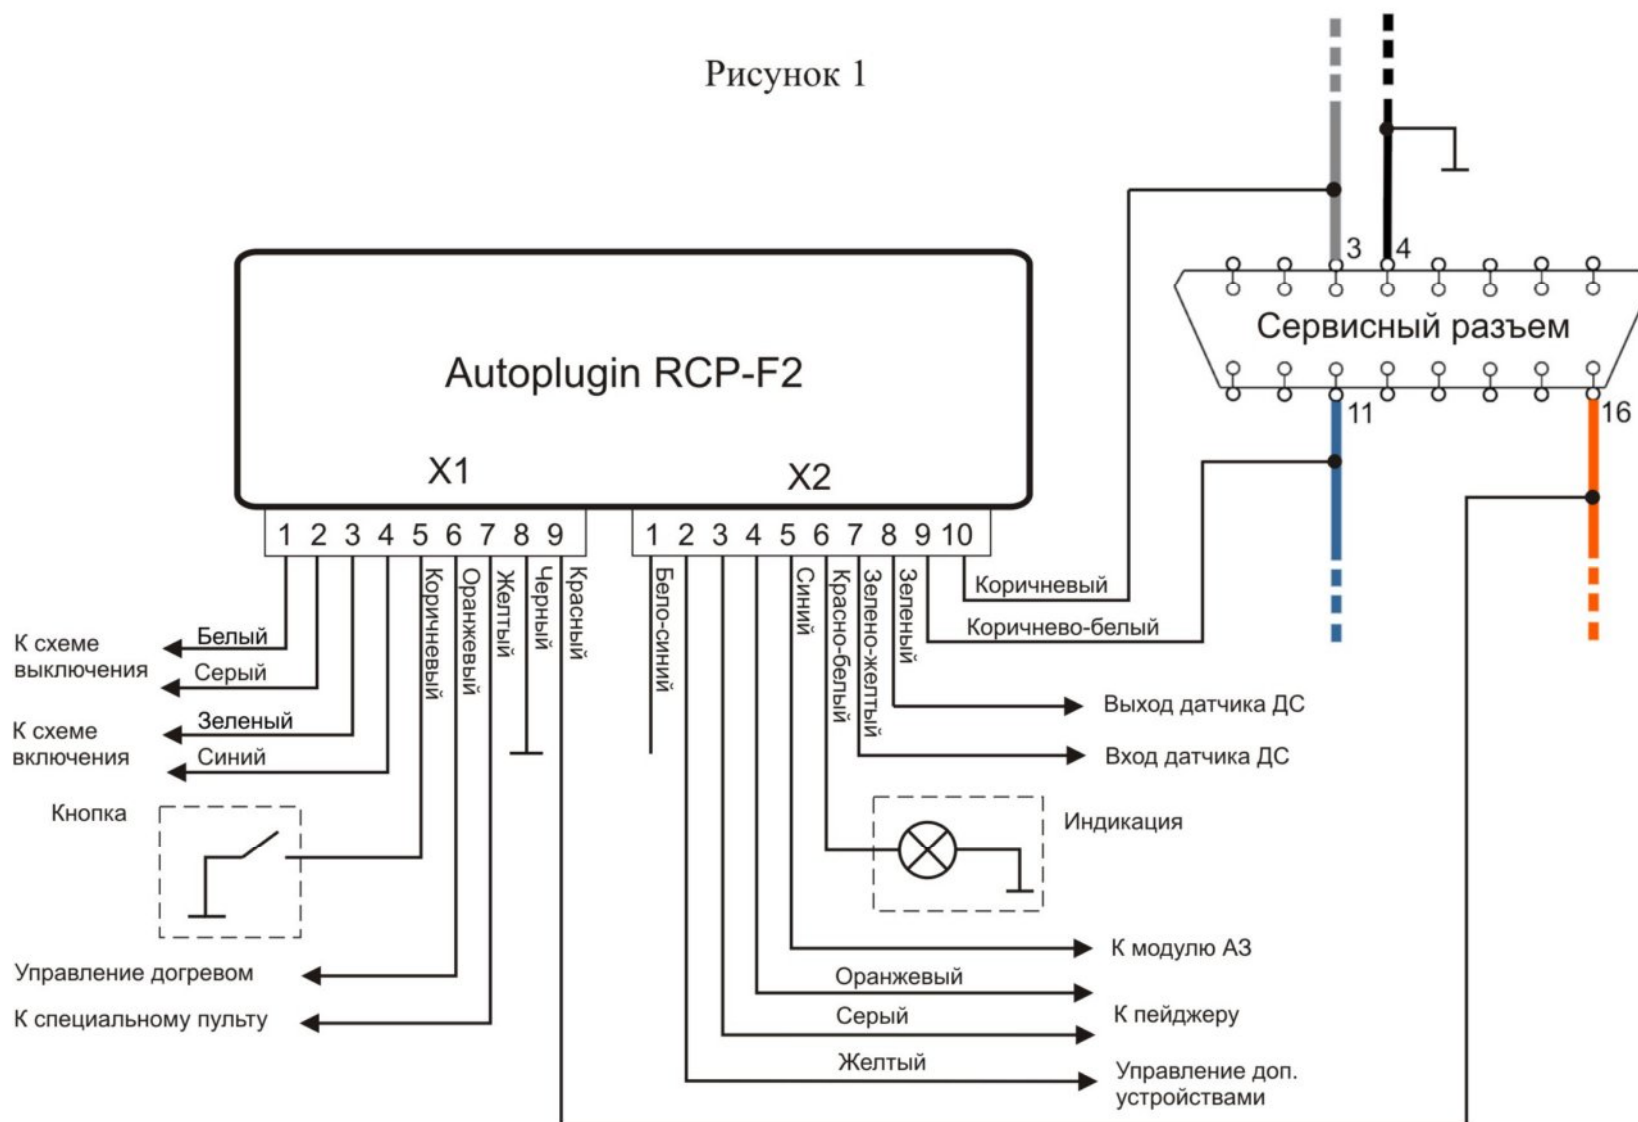 Рисунок 1
3 4
Сервисный разъем
11 16
Autoplugin RCP-F2
X1 X2
1 2 3 4 5 6 7 8 9
1 2 3 4 5 6 7 8 9 10
Коричневый
Оранжевый
Желтый
Черный
Красный
Бело-синий
Синий
Красно-белый
Зелено-желтый
Зеленый
Коричневый
Коричнево-белый
К схеме
выключения
Белый
Серый
К схеме
включения
Зеленый
Синий
Кнопка
Управление догревом
К специальному пульту
Выход датчика ДС
Вход датчика ДС
Индикация
К модулю АЗ
Оранжевый
Серый
К пейджеру
Желтый
Управление доп.
устройствами